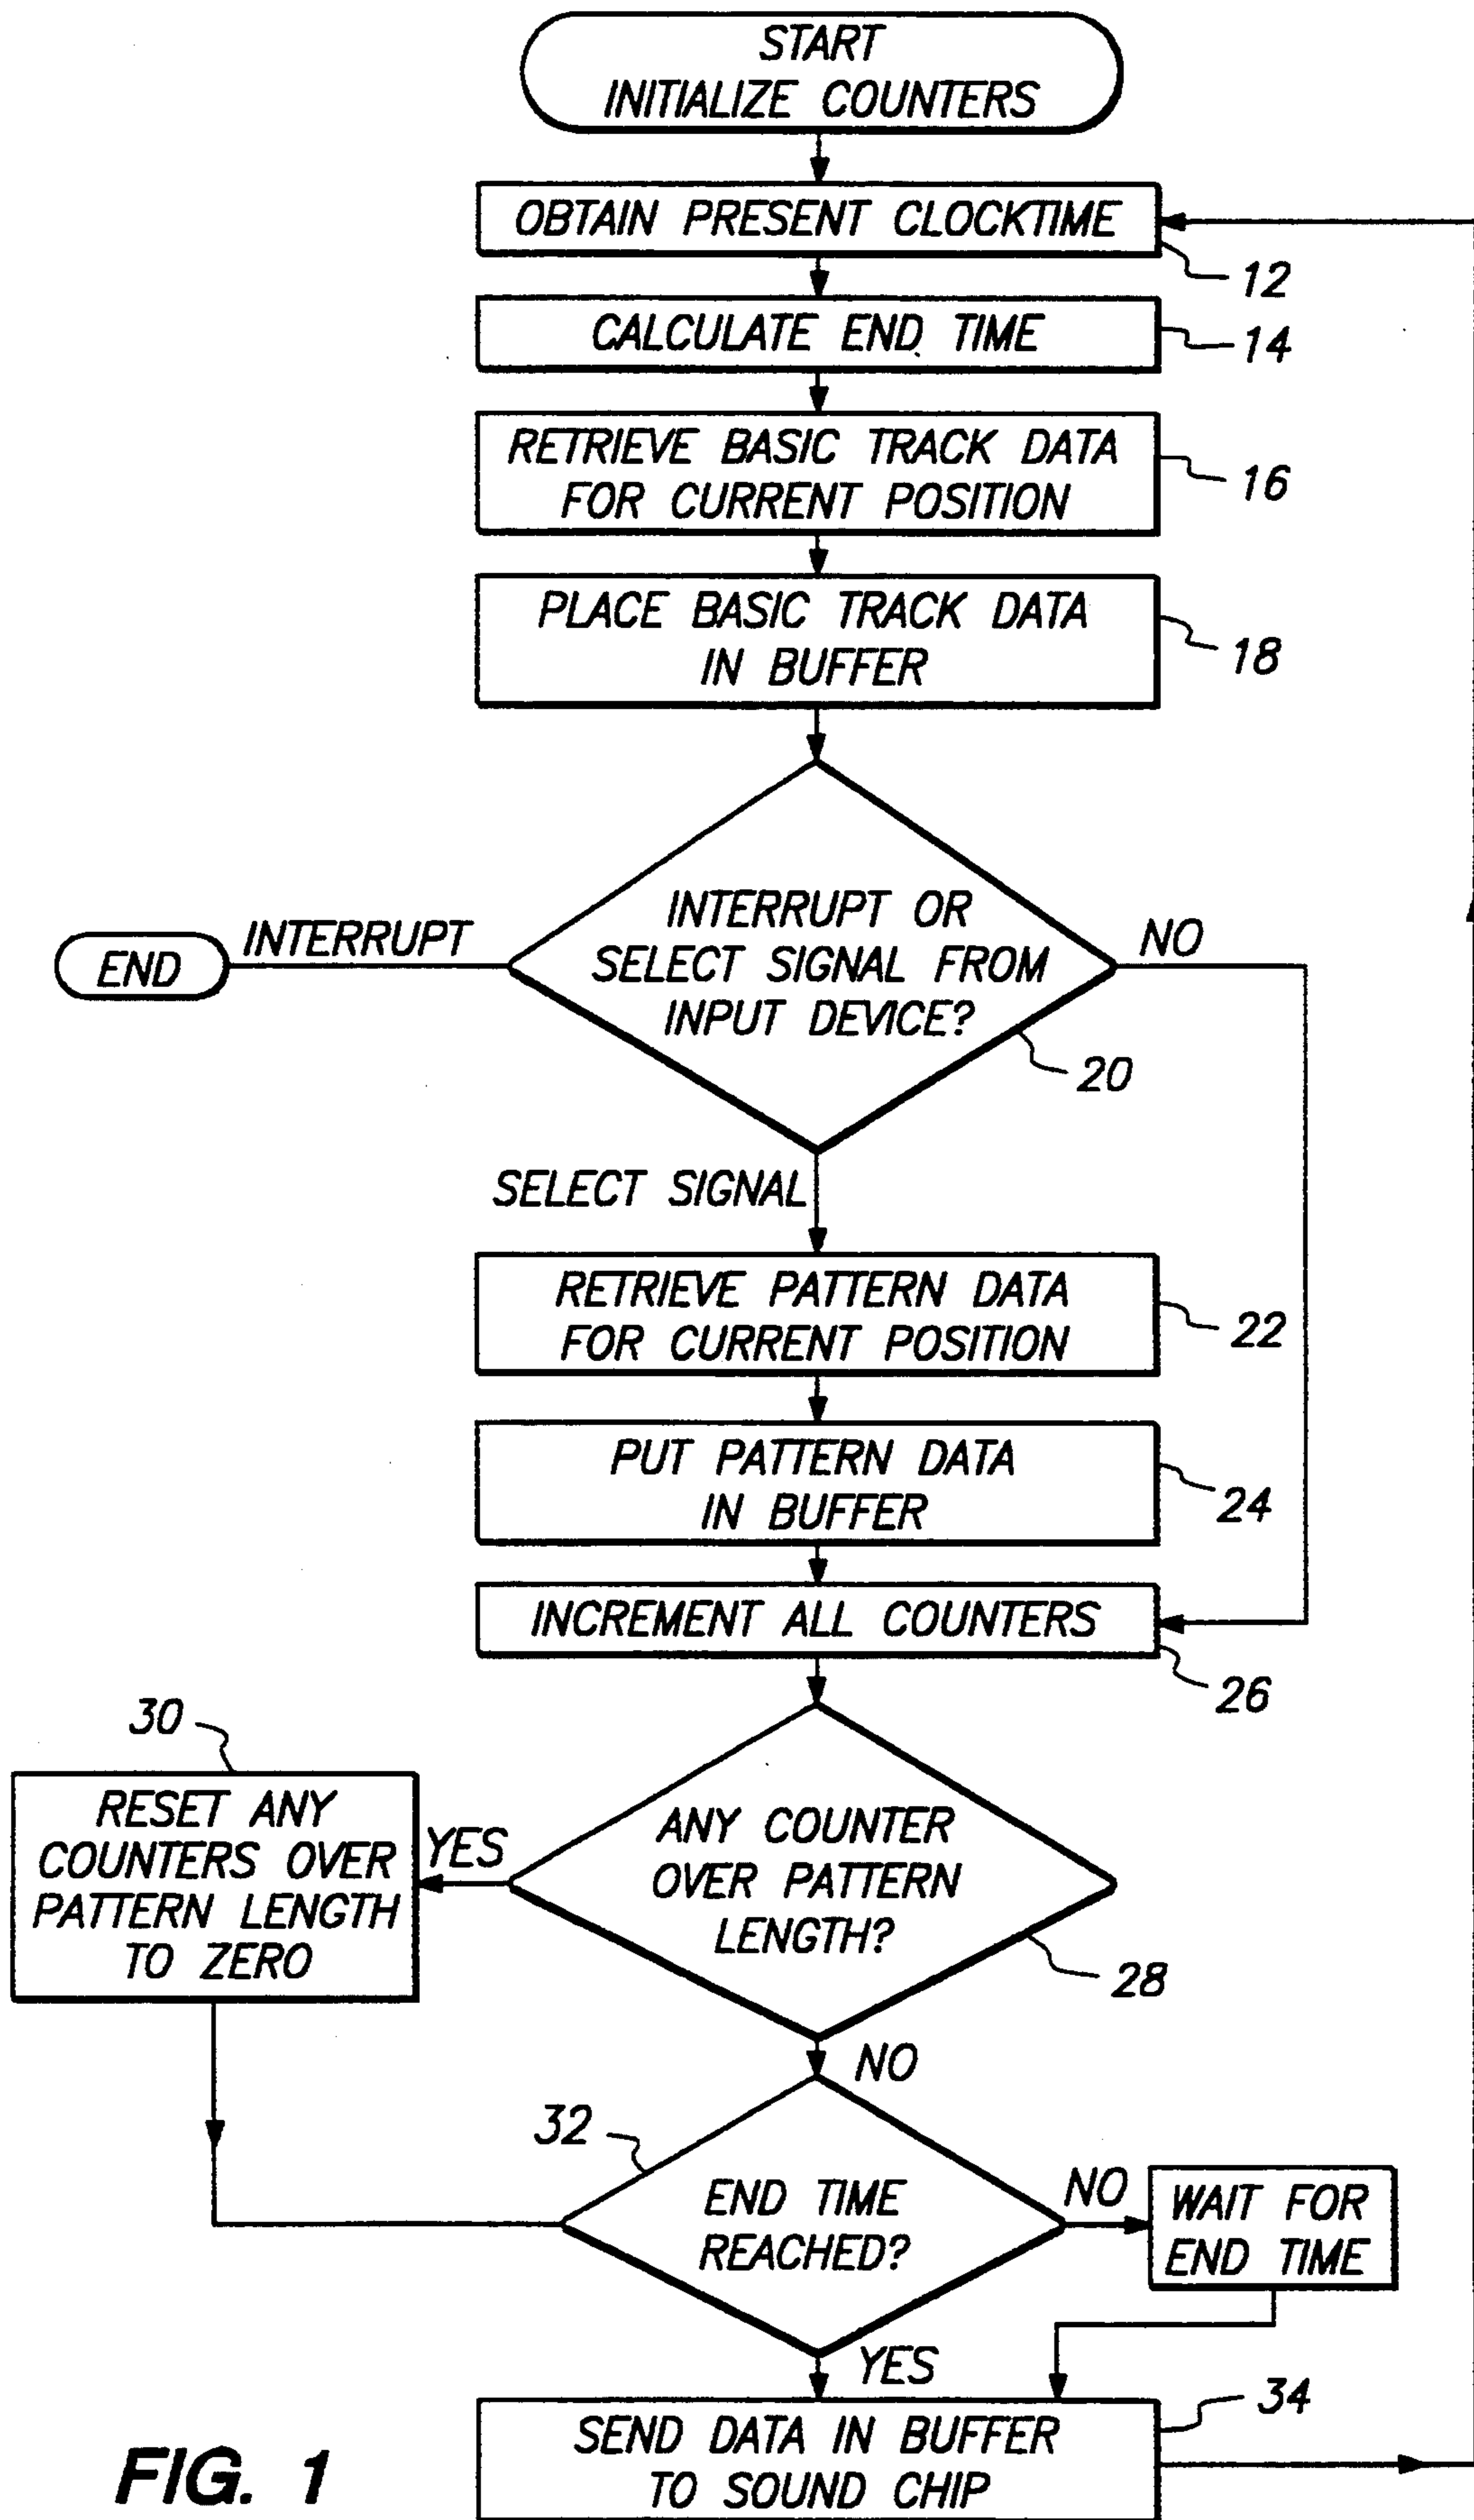 START
INITIALIZE COUNTERS
OBTAIN PRESENT CLOCKTIME
12
CALCULATE END TIME
14
RETRIEVE BASIC TRACK DATA
FOR CURRENT POSITION
16
PLACE BASIC TRACK DATA
IN BUFFER
18
INTERRUPT OR
SELECT SIGNAL FROM
INPUT DEVICE?
20
INTERRUPT
END
NO
SELECT SIGNAL
RETRIEVE PATTERN DATA
FOR CURRENT POSITION
22
PUT PATTERN DATA
IN BUFFER
24
INCREMENT ALL COUNTERS
26
ANY COUNTER
OVER PATTERN
LENGTH?
28
YES
30
RESET ANY
COUNTERS OVER
PATTERN LENGTH
TO ZERO
NO
32
END TIME
REACHED?
NO
WAIT FOR
END TIME
YES
SEND DATA IN BUFFER
TO SOUND CHIP
34
FIG. 1